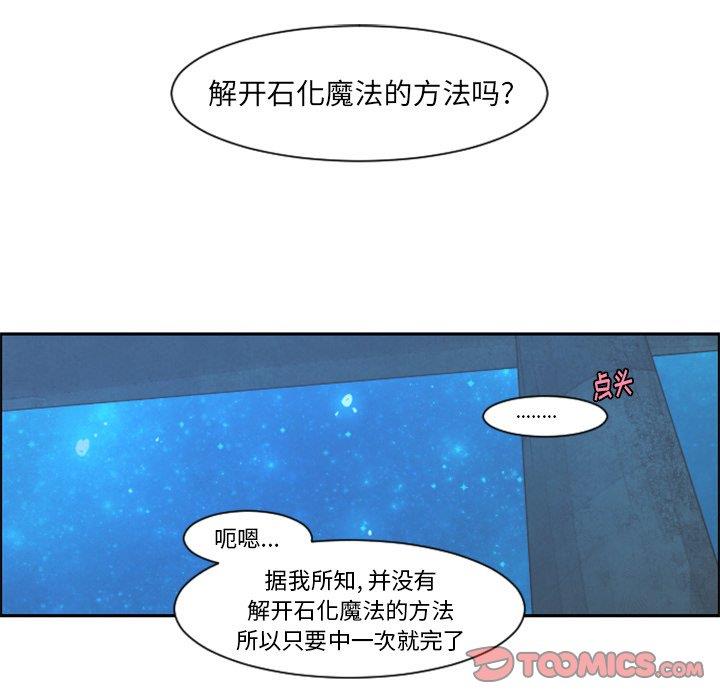 解开石化魔法的方法吗?
点头
........
呃嗯...
据我所知, 并没有
解开石化魔法的方法
所以只要中一次就完了
TOOMICS.COM